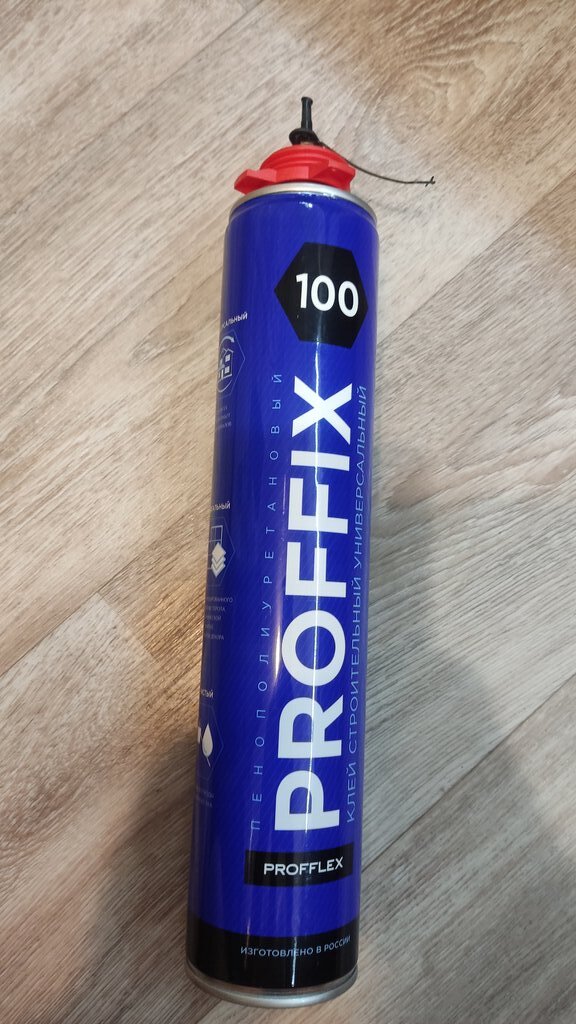 100
ПЕНОПОЛИУРЕТАНОВЫЙ
PROFFIX
КЛЕЙ СТРОИТЕЛЬНЫЙ УНИВЕРСАЛЬНЫЙ
PROFFLEX
ИЗГОТОВЛЕНО В РОССИИ